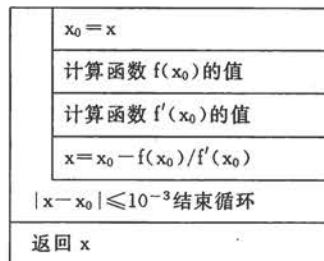 x₀=x
计算函数 f(x₀)的值
计算函数 f′(x₀)的值
x=x₀−f(x₀)/f′(x₀)
|x−x₀|≤10⁻³结束循环
返回 x